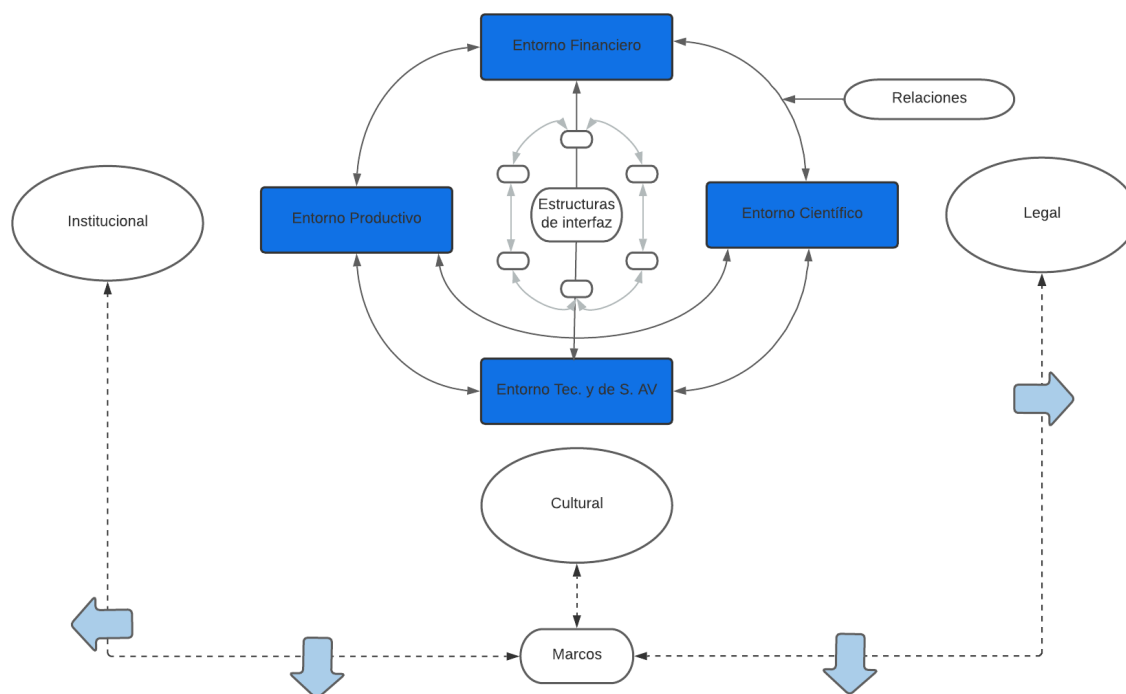 Entorno Financiero
Relaciones
Institucional
Entorno Productivo
Estructuras
de interfaz
Entorno Científico
Legal
Entorno Tec. y de S. AV
Cultural
Marcos